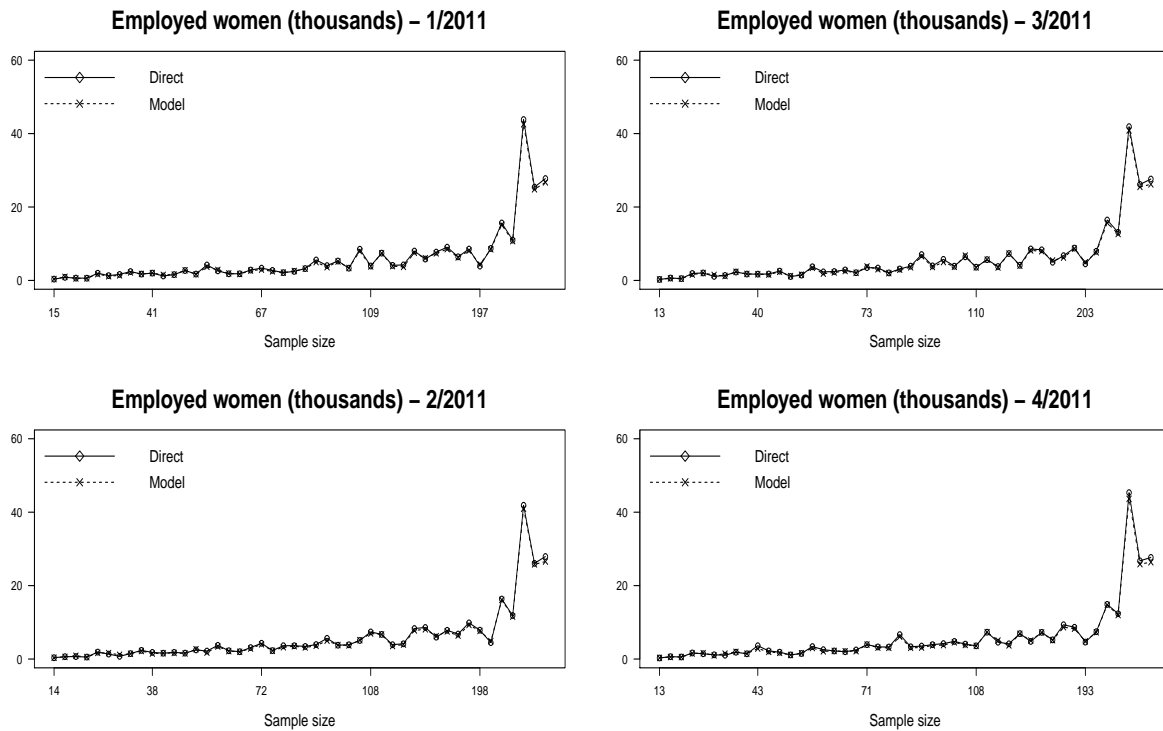 Employed women (thousands) – 1/2011
60
40
20
0
Direct
Model
15 41 67 109 197
Sample size
Employed women (thousands) – 3/2011
60
40
20
0
Direct
Model
13 40 73 110 203
Sample size
Employed women (thousands) – 2/2011
60
40
20
0
Direct
Model
14 38 72 108 198
Sample size
Employed women (thousands) – 4/2011
60
40
20
0
Direct
Model
13 43 71 108 193
Sample size